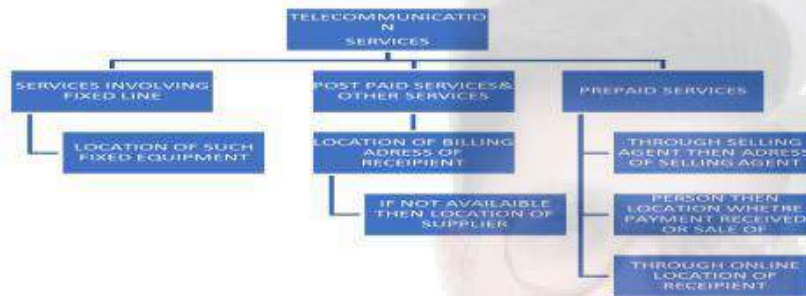 TELECOMMUNICATIO
N
SERVICES
SERVICES INVOLVING
FIXED LINE
LOCATION OF SUCH
FIXED EQUIPMENT
POST PAID SERVICES&
OTHER SERVICES
LOCATION OF BILLING
ADRESS OF
RECEIPIENT
IF NOT AVAILAIBLE
THEN LOCATION OF
SUPPLIER
PREPAID SERVICES
THROUGH SELLING
AGENT THEN ADRESS
OF SELLING AGENT
PERSON THEN
LOCATION WHETRE
PAYMENT RECEIVED
OR SALE OF
THROUGH ONLINE
LOCATION OF
RECEIPIENT